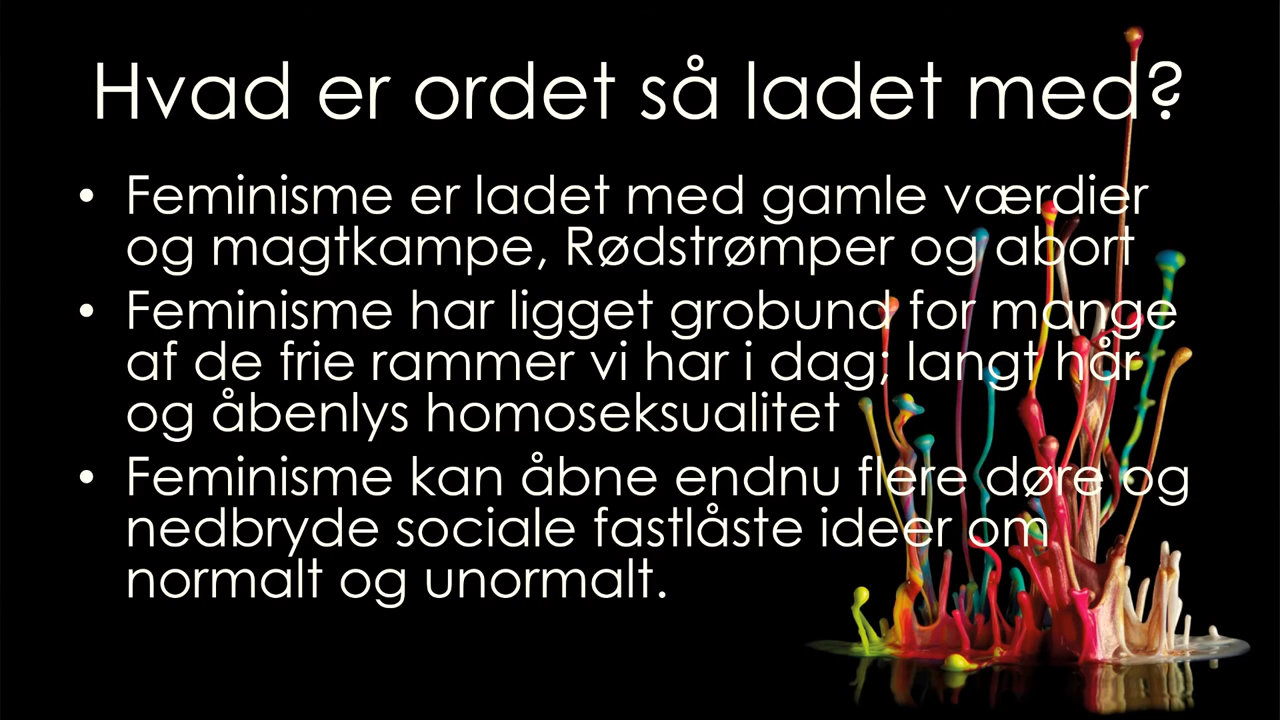 Hvad er ordet så ladet med?
• Feminisme er ladet med gamle værdier
og magtkampe, Rødstrømper og abort
• Feminisme har ligget grobund for mange
af de frie rammer vi har i dag; langt hår
og åbenlys homoseksualitet
• Feminisme kan åbne endnu flere døre og
nedbryde sociale fastlåste ideer om
normalt og unormalt.